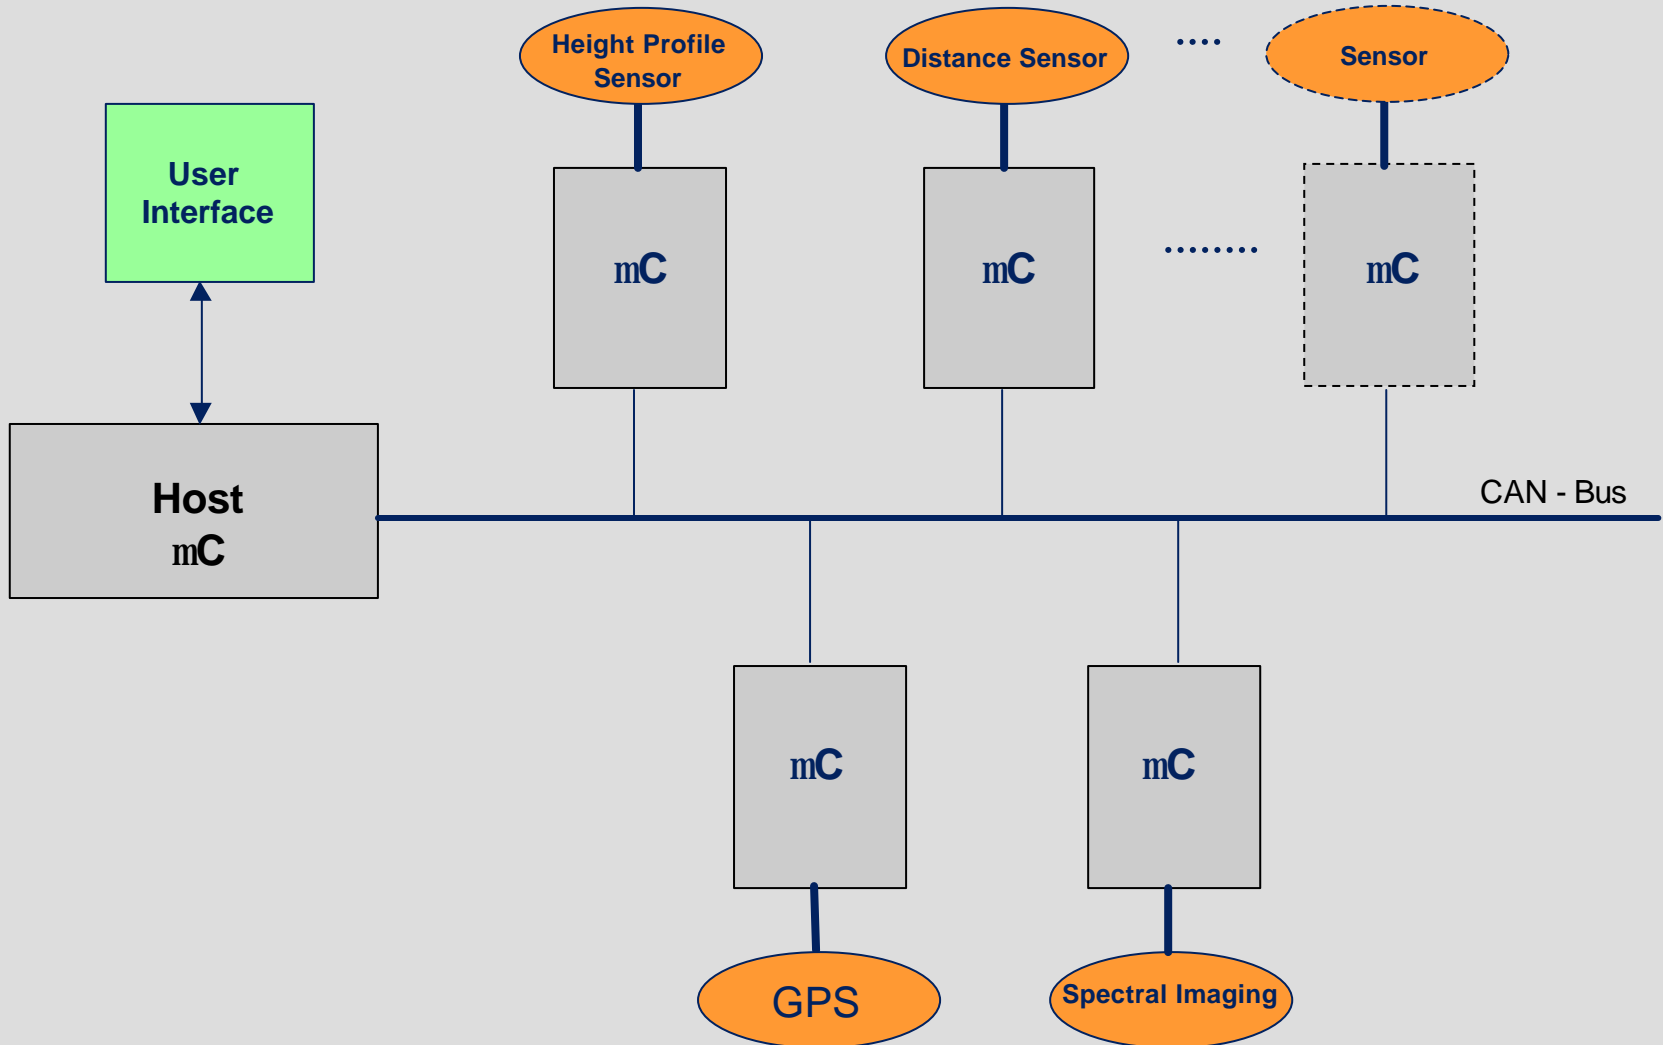 Height Profile
Sensor
Distance Sensor
....
Sensor
User
Interface
mC
mC
........
mC
Host
mC
CAN - Bus
mC
mC
GPS
Spectral Imaging